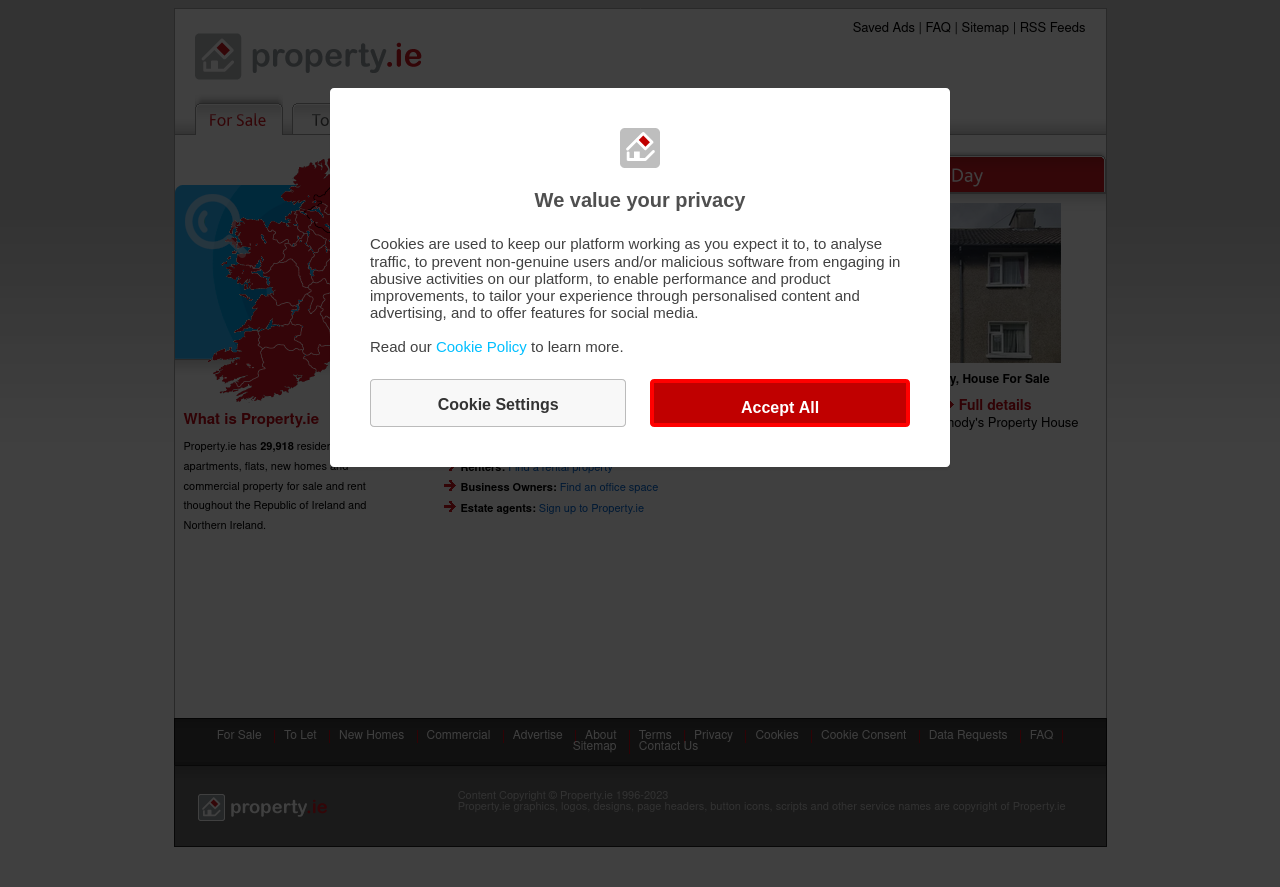 Saved Ads | FAQ | Sitemap | RSS Feeds
property.ie
For Sale
To
Day
We value your privacy
Cookies are used to keep our platform working as you expect it to, to analyse
traffic, to prevent non-genuine users and/or malicious software from engaging in
abusive activities on our platform, to enable performance and product
improvements, to tailor your experience through personalised content and
advertising, and to offer features for social media.
Read our Cookie Policy to learn more.
Cookie Settings
Accept All
House For Sale
Full details
Property House
What is Property.ie
Property.ie has 29,918
apartments, flats, new homes and
commercial property for sale and rent
thoughout the Republic of Ireland and
Northern Ireland.
Renters: Find a rental property
Business Owners: Find an office space
Estate agents: Sign up to Property.ie
For Sale To Let New Homes Commercial Advertise About Terms Privacy Cookies Cookie Consent Data Requests FAQ
Sitemap Contact Us
property.ie
Content Copyright © Property.ie 1996-2023
Property.ie graphics, logos, designs, page headers, button icons, scripts and other service names are copyright of Property.ie